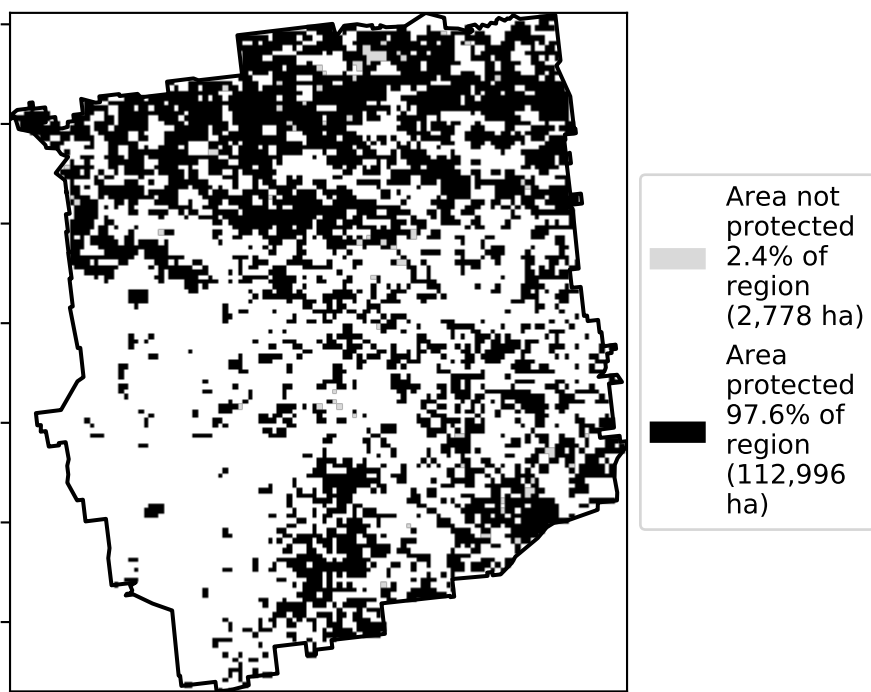 Area not
protected
2.4% of
region
(2,778 ha)
Area
protected
97.6% of
region
(112,996
ha)